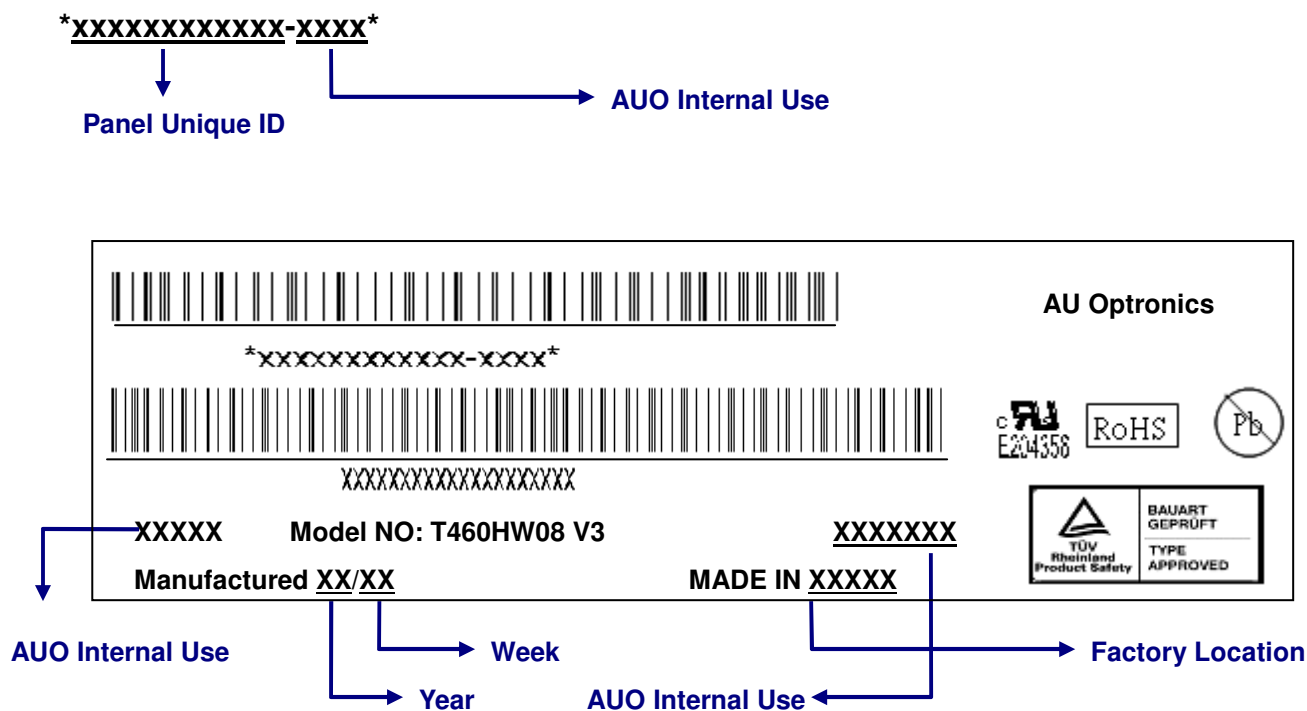 *XXXXXXXXXXXX-XXXX*
AUO Internal Use
Panel Unique ID
AU Optronics
*XXXXXXXXXXXX-XXXX*
c
E204356
RoHS
Pb
XXXXXXXXXXXXXXXXXXXX
XXXXX Model NO: T460HW08 V3 XXXXXXX
Manufactured XX/XX MADE IN XXXXX
TÜV
Rheinland
Product Safety
BAUART
GEPRÜFT
TYPE
APPROVED
AUO Internal Use
Week
Factory Location
Year
AUO Internal Use